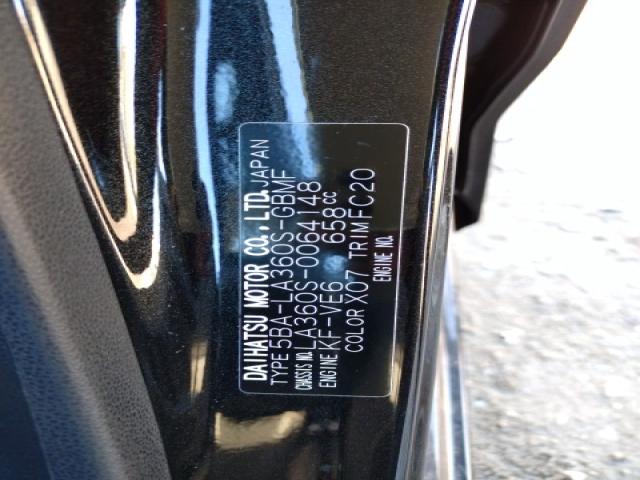 DAIHATSU MOTOR CO., LTD. JAPAN
TYPE 5BA-LA360S-GBMF
CHASSIS NO. LA360S-0064148
ENGINE KF-VE6 658CC
COLOR X07 TRIM FC20
ENGINE NO.